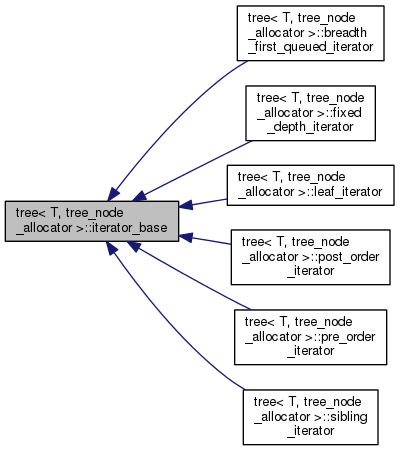 tree< T, tree_node
_allocator >::breadth
_first_queued_iterator
tree< T, tree_node
_allocator >::fixed
_depth_iterator
tree< T, tree_node
_allocator >::leaf_iterator
tree< T, tree_node
_allocator >::iterator_base
tree< T, tree_node
_allocator >::post_order
_iterator
tree< T, tree_node
_allocator >::pre_order
_iterator
tree< T, tree_node
_allocator >::sibling
_iterator